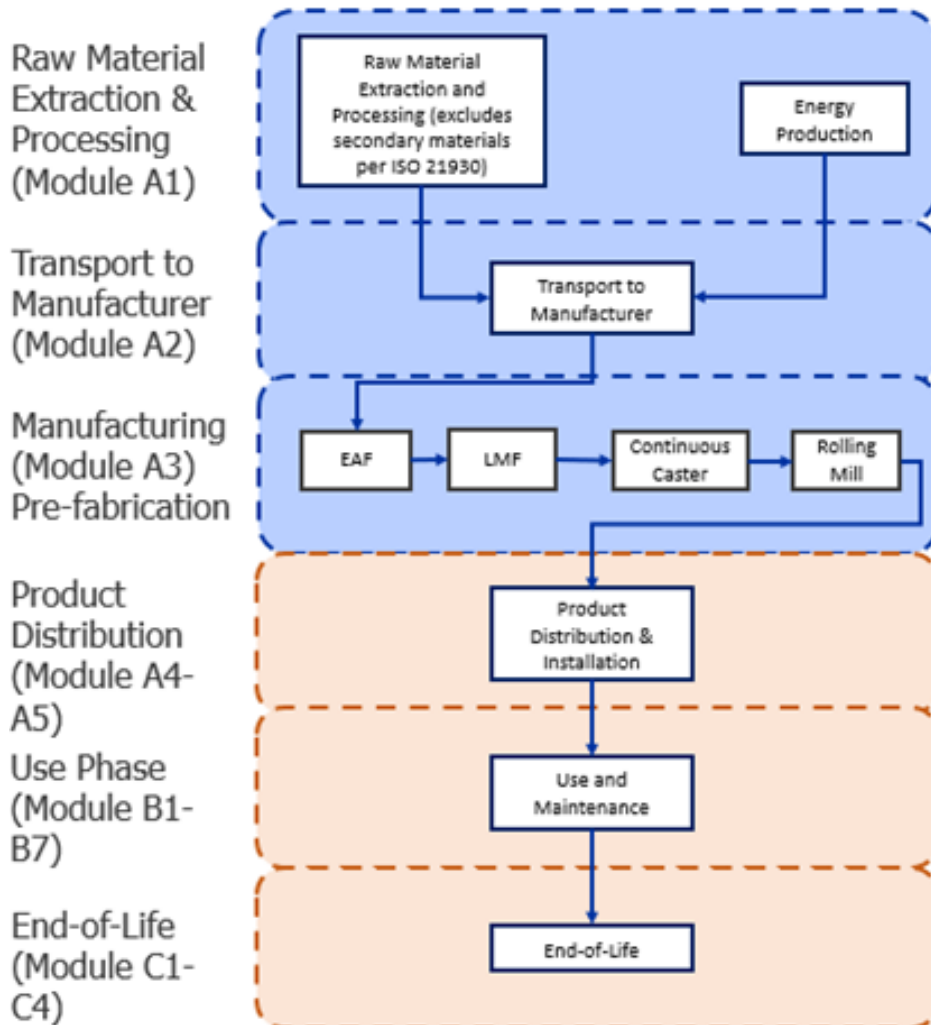 Raw Material
Extraction &
Processing
(Module A1)
Raw Material
Extraction and
Processing (excludes
secondary materials
per ISO 21930)
Energy
Production
Transport to
Manufacturer
(Module A2)
Transport to
Manufacturer
Manufacturing
(Module A3)
Pre-fabrication
EAF
LMF
Continuous
Caster
Rolling
Mill
Product
Distribution
(Module A4-
A5)
Product
Distribution &
Installation
Use Phase
(Module B1-
B7)
Use and
Maintenance
End-of-Life
(Module C1-
C4)
End-of-Life